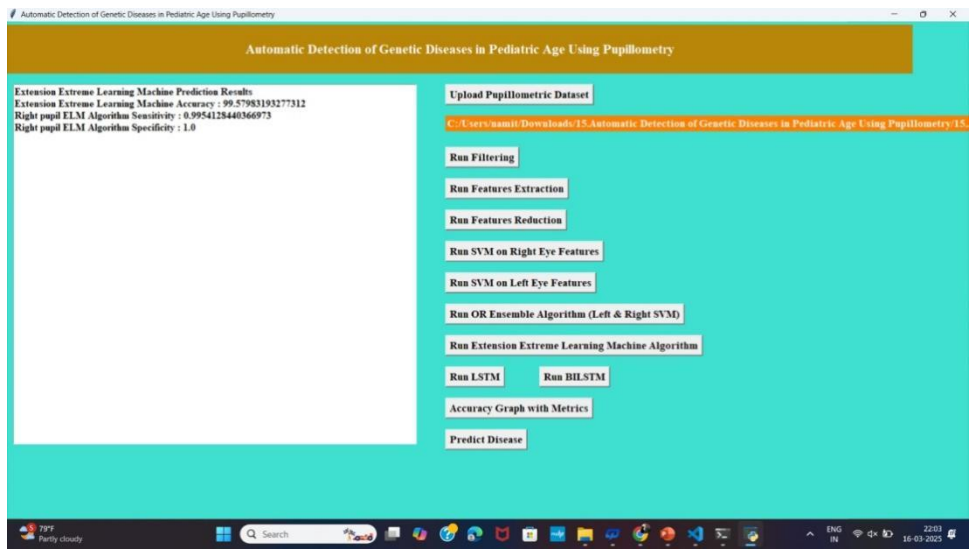 Automatic Detection of Genetic Diseases in Pediatric Age Using Pupillometry
Automatic Detection of Genetic Diseases in Pediatric Age Using Pupillometry
Extension Extreme Learning Machine Prediction Results
Extension Extreme Learning Machine Accuracy : 99.57983193277312
Right pupil ELM Algorithm Sensitivity : 0.9954128440366973
Right pupil ELM Algorithm Specificity : 1.0
Upload Pupillometric Dataset
C:/Users/namit/Downloads/15.Automatic Detection of Genetic Diseases in Pediatric Age Using Pupillometry/15.
Run Filtering
Run Features Extraction
Run Features Reduction
Run SVM on Right Eye Features
Run SVM on Left Eye Features
Run OR Ensemble Algorithm (Left & Right SVM)
Run Extension Extreme Learning Machine Algorithm
Run LSTM
Run BILSTM
Accuracy Graph with Metrics
Predict Disease
5
79°F
Partly cloudy
Search
ENG
IN
22:03
16-03-2025